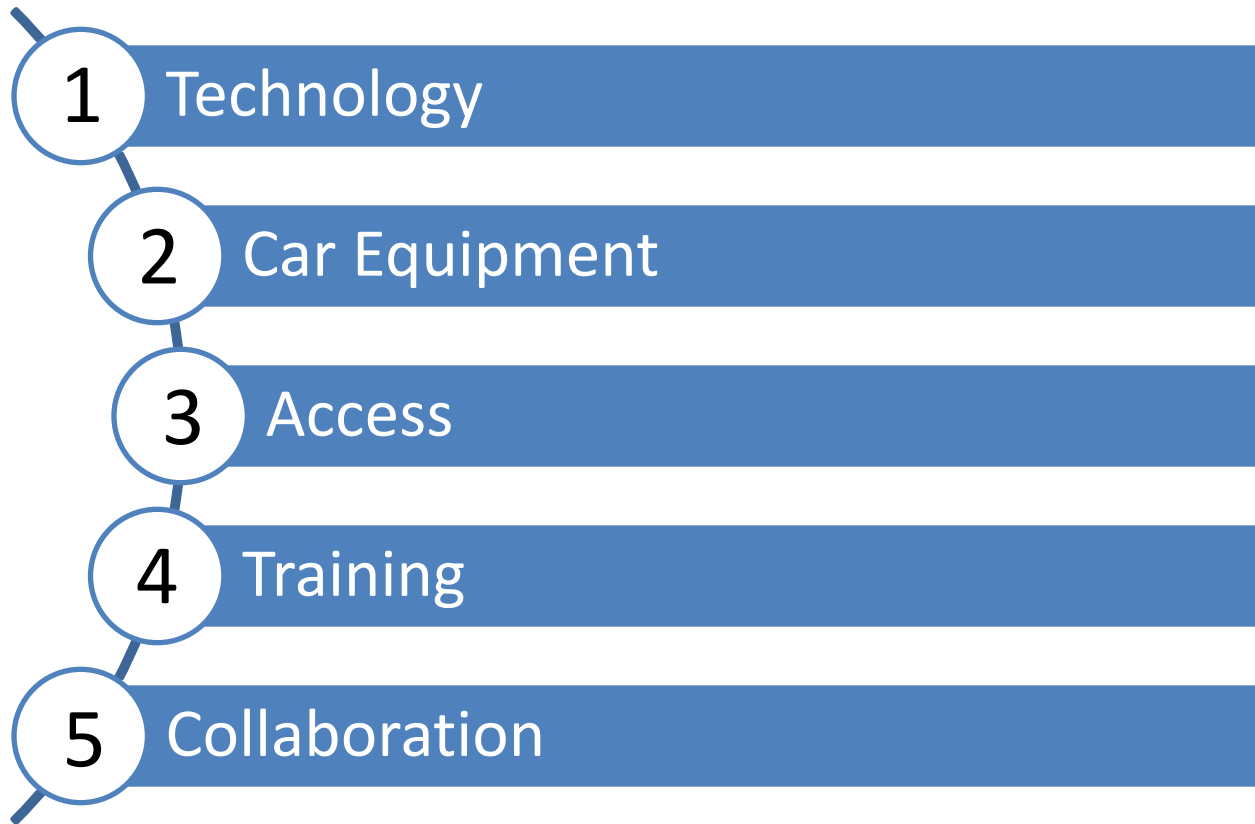 1 Technology
2 Car Equipment
3 Access
4 Training
5 Collaboration